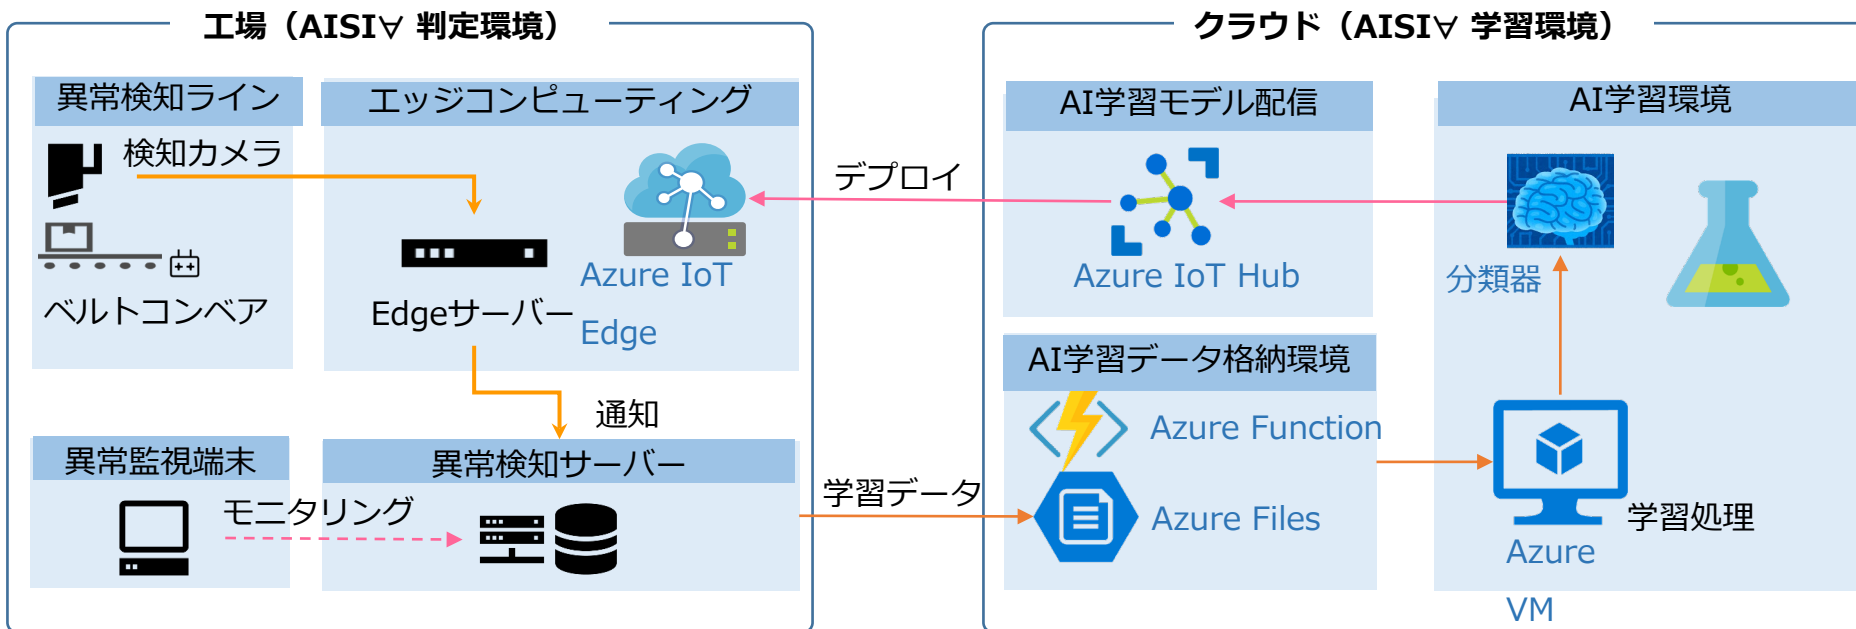 工場（AISI∀ 判定環境）
異常検知ライン
検知カメラ
ベルトコンベア
エッジコンピューティング
Edgeサーバー
Azure IoT
Edge
通知
異常監視端末
モニタリング
異常検知サーバー
デプロイ
学習データ
クラウド（AISI∀ 学習環境）
AI学習モデル配信
Azure IoT Hub
AI学習データ格納環境
Azure Function
Azure Files
AI学習環境
分類器
学習処理
Azure
VM